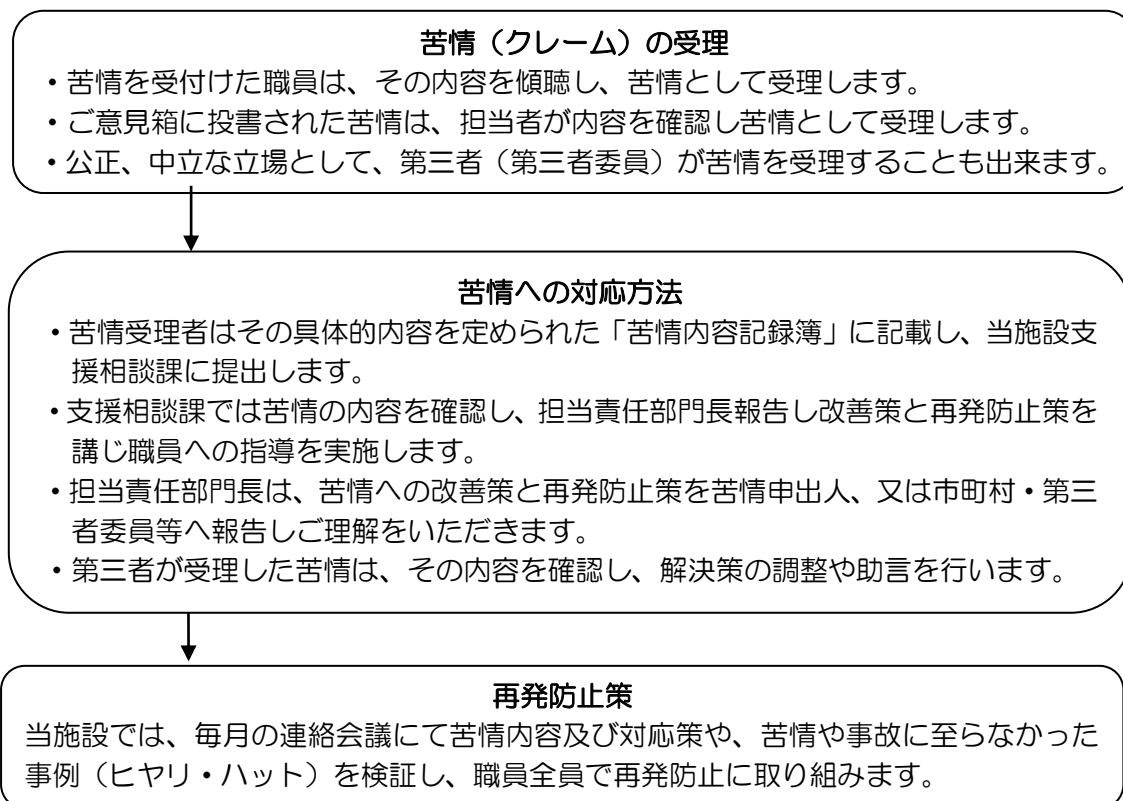 苦情(クレーム)の受理
・苦情を受付けた職員は、その内容を傾聴し、苦情として受理します。
・ご意見箱に投書された苦情は、担当者が内容を確認し苦情として受理します。
・公正、中立な立場として、第三者(第三者委員)が苦情を受理することも出来ます。
苦情への対応方法
・苦情受理者はその具体的内容を定められた「苦情内容記録簿」に記載し、当施設支
援相談課に提出します。
・支援相談課では苦情の内容を確認し、担当責任部門長報告し改善策と再発防止策を
講じ職員への指導を実施します。
・担当責任部門長は、苦情への改善策と再発防止策を苦情申出人、又は市町村・第三
者委員等へ報告しご理解をいただきます。
・第三者が受理した苦情は、その内容を確認し、解決策の調整や助言を行います。
再発防止策
当施設では、毎月の連絡会議にて苦情内容及び対応策や、苦情や事故に至らなかった
事例(ヒヤリ・ハット)を検証し、職員全員で再発防止に取り組みます。